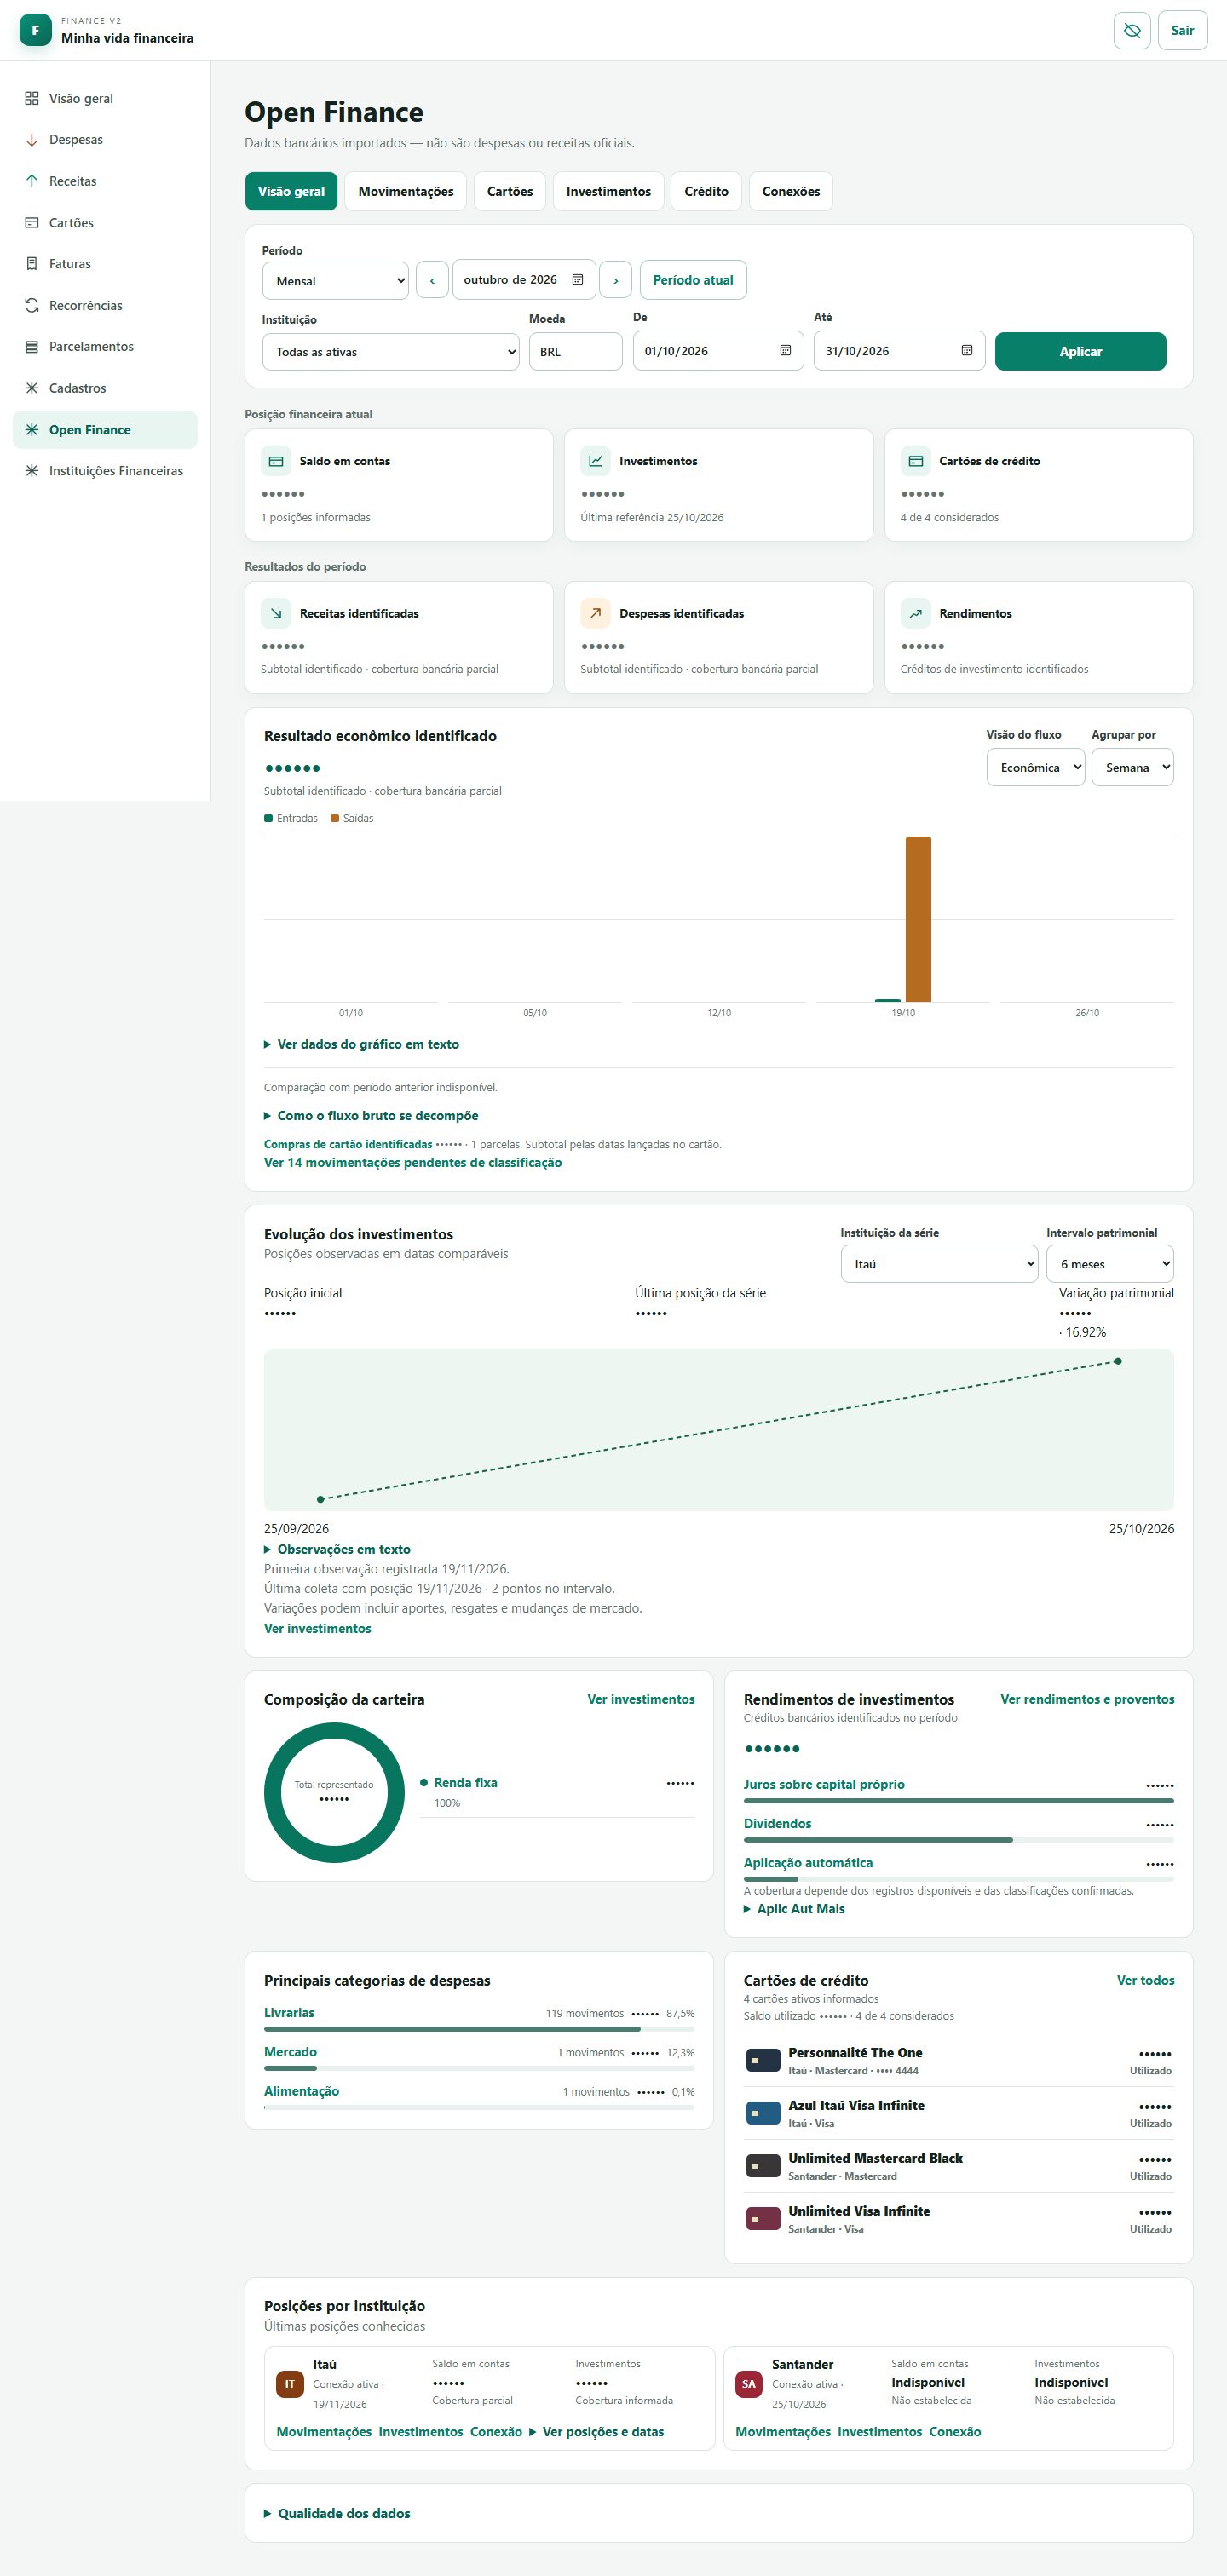 F
FINANCE V2
Minha vida financeira
Sair
Visão geral
Despesas
Receitas
Cartões
Faturas
Recorrências
Parcelamentos
Cadastros
Open Finance
Instituições Financeiras
Open Finance
Dados bancários importados — não são despesas ou receitas oficiais.
Visão geral
Movimentações
Cartões
Investimentos
Crédito
Conexões
Período
Mensal
‹
outubro de 2026
›
Período atual
Instituição
Moeda
De
Até
Todas as ativas
BRL
01/10/2026
31/10/2026
Aplicar
Posição financeira atual
Saldo em contas
••••••
1 posições informadas
Investimentos
••••••
Última referência 25/10/2026
Cartões de crédito
••••••
4 de 4 considerados
Resultados do período
Receitas identificadas
••••••
Subtotal identificado · cobertura bancária parcial
Despesas identificadas
••••••
Subtotal identificado · cobertura bancária parcial
Rendimentos
••••••
Créditos de investimento identificados
Resultado econômico identificado
••••••
Subtotal identificado · cobertura bancária parcial
Visão do fluxo
Econômica
Agrupar por
Semana
Entradas
Saídas
01/10
05/10
12/10
19/10
26/10
▶ Ver dados do gráfico em texto
Comparação com período anterior indisponível.
▶ Como o fluxo bruto se decompõe
Compras de cartão identificadas •••••• · 1 parcelas. Subtotal pelas datas lançadas no cartão.
Ver 14 movimentações pendentes de classificação
Evolução dos investimentos
Posições observadas em datas comparáveis
Instituição da série
Itaú
Intervalo patrimonial
6 meses
Posição inicial
••••••
Última posição da série
••••••
Variação patrimonial
••••••
· 16,92%
25/09/2026
25/10/2026
▶ Observações em texto
Primeira observação registrada 19/11/2026.
Última coleta com posição 19/11/2026 · 2 pontos no intervalo.
Variações podem incluir aportes, resgates e mudanças de mercado.
Ver investimentos
Composição da carteira
Ver investimentos
Total representado
••••••
Renda fixa
••••••
100%
Rendimentos de investimentos
Ver rendimentos e proventos
Créditos bancários identificados no período
••••••
Juros sobre capital próprio
••••••
Dividendos
••••••
Aplicação automática
••••••
A cobertura depende dos registros disponíveis e das classificações confirmadas.
▶ Aplic Aut Mais
Principais categorias de despesas
Livrarias
119 movimentos •••••• 87,5%
Mercado
1 movimentos •••••• 12,3%
Alimentação
1 movimentos •••••• 0,1%
Cartões de crédito
Ver todos
4 cartões ativos informados
Saldo utilizado •••••• · 4 de 4 considerados
Personnalité The One
••••••
Itaú · Mastercard · •••• 4444
Utilizado
Azul Itaú Visa Infinite
••••••
Itaú · Visa
Utilizado
Unlimited Mastercard Black
••••••
Santander · Mastercard
Utilizado
Unlimited Visa Infinite
••••••
Santander · Visa
Utilizado
Posições por instituição
Últimas posições conhecidas
IT
Itaú
Conexão ativa ·
19/11/2026
Saldo em contas
••••••
Cobertura parcial
Investimentos
••••••
Cobertura informada
Movimentações Investimentos Conexão ▶ Ver posições e datas
SA
Santander
Conexão ativa ·
25/10/2026
Saldo em contas
Indisponível
Não estabelecida
Investimentos
Indisponível
Não estabelecida
Movimentações Investimentos Conexão
▶ Qualidade dos dados